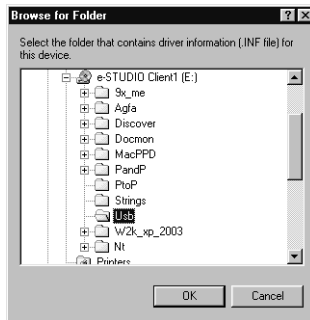 Browse for Folder
Select the folder that contains driver information (.INF file) for
this device.
e-STUDIO Client1 (E:)
9x_me
Agfa
Discover
Docmon
MacPPD
PandP
PtoP
Strings
Usb
W2k_xp_2003
Nt
Printers
OK Cancel